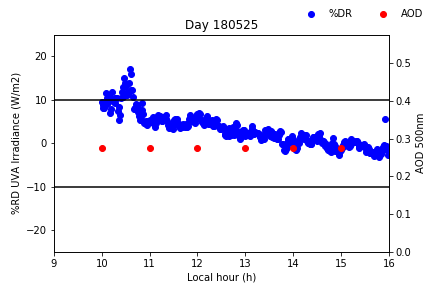 %DR AOD
Day 180525
20
10
0
−10
−20
%RD UVA Irradiance (W/m2)
0.5
0.4
0.3
0.2
0.1
0.0
AOD 500nm
9 10 11 12 13 14 15 16
Local hour (h)